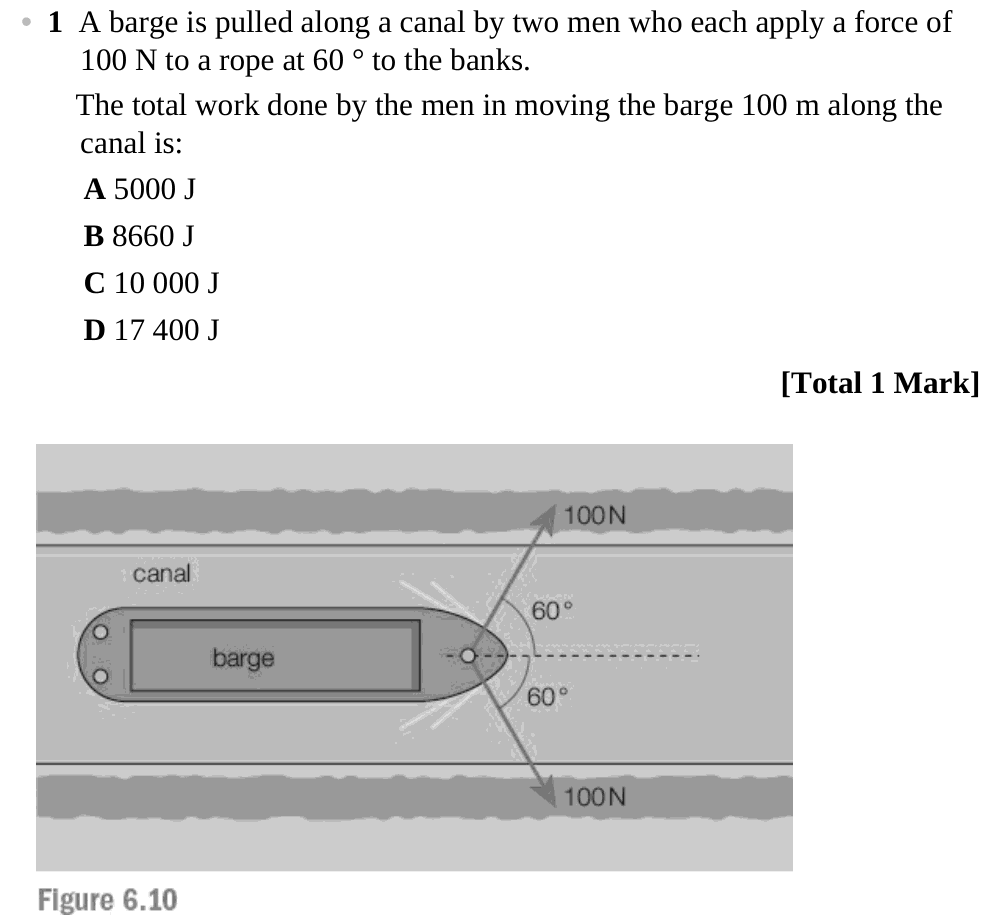 • 1 A barge is pulled along a canal by two men who each apply a force of
100 N to a rope at 60 ° to the banks.
The total work done by the men in moving the barge 100 m along the
canal is:
A 5000 J
B 8660 J
C 10 000 J
D 17 400 J
[Total 1 Mark]
100N
canal
60°
barge
60°
100N
Figure 6.10